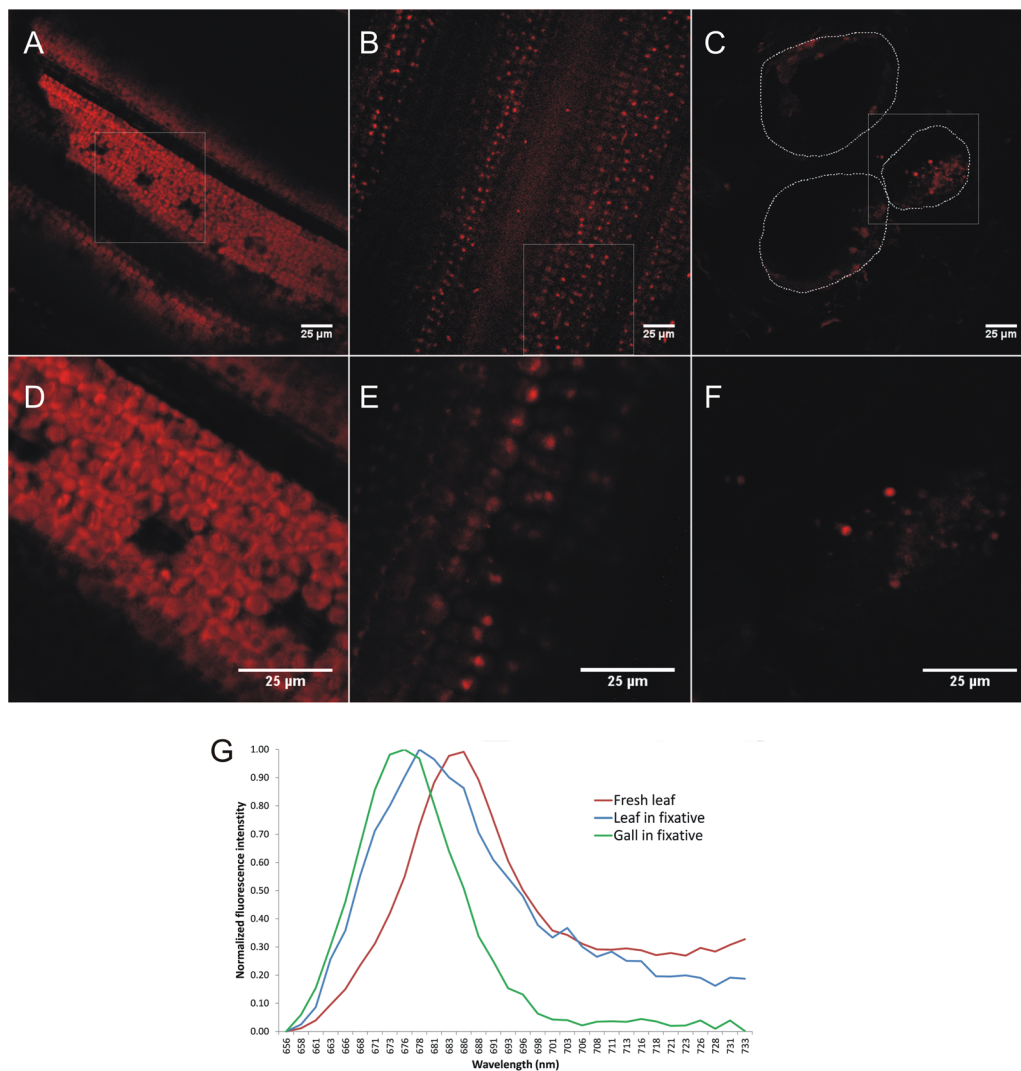 A
B
C
25 µm
25 µm
25 µm
D
E
F
25 µm
25 µm
25 µm
G
Normalized fluorescence intenstity
1.00
0.90
0.80
0.70
0.60
0.50
0.40
0.30
0.20
0.10
0.00
Fresh leaf
Leaf in fixative
Gall in fixative
656 658 661 663 666 668 671 673 676 678 681 683 686 688 691 693 696 698 701 703 706 708 711 713 716 718 721 723 726 728 731 733
Wavelength (nm)